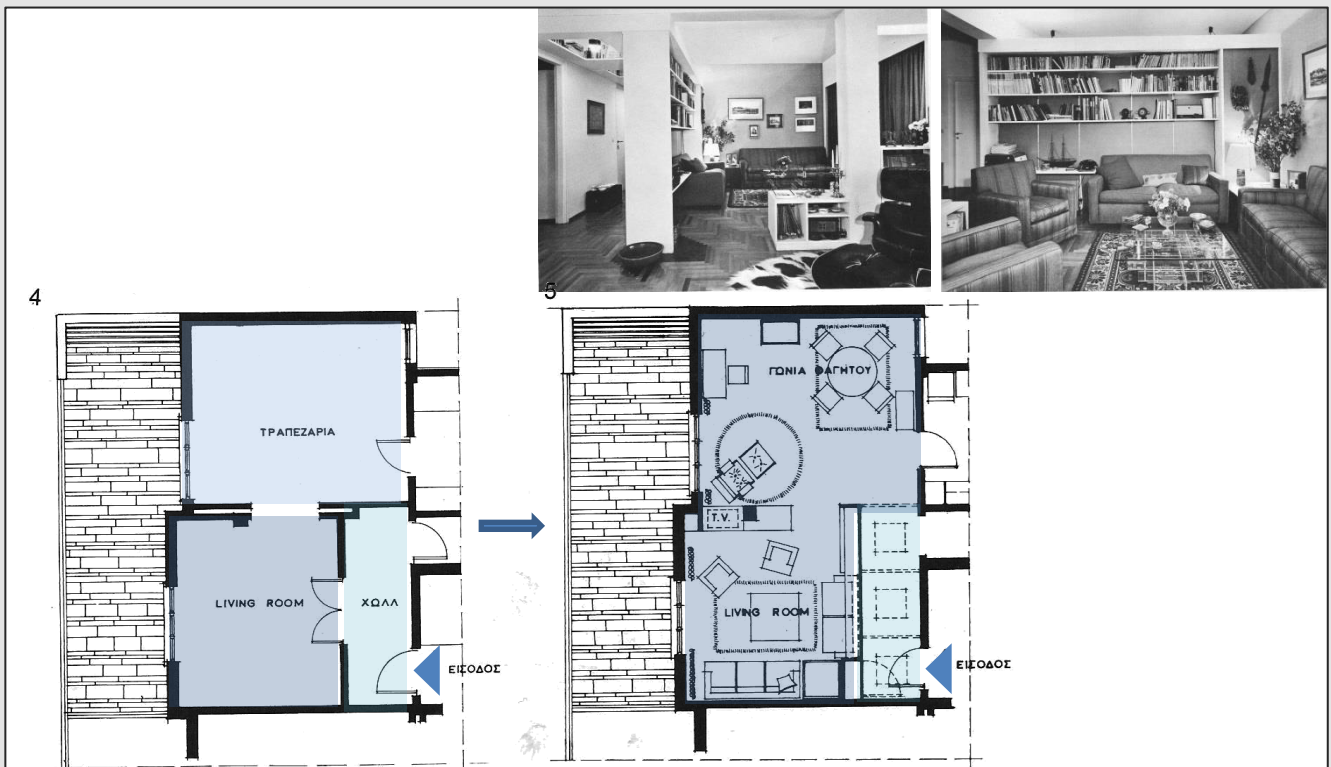 4
5
ΤΡΑΠΕΖΑΡΙΑ
LIVING ROOM
ΧΩΛΛ
ΕΙΣΟΔΟΣ
ΓΩΝΙΑ ΦΑΓΗΤΟΥ
T.V.
LIVING ROOM
ΕΙΣΟΔΟΣ